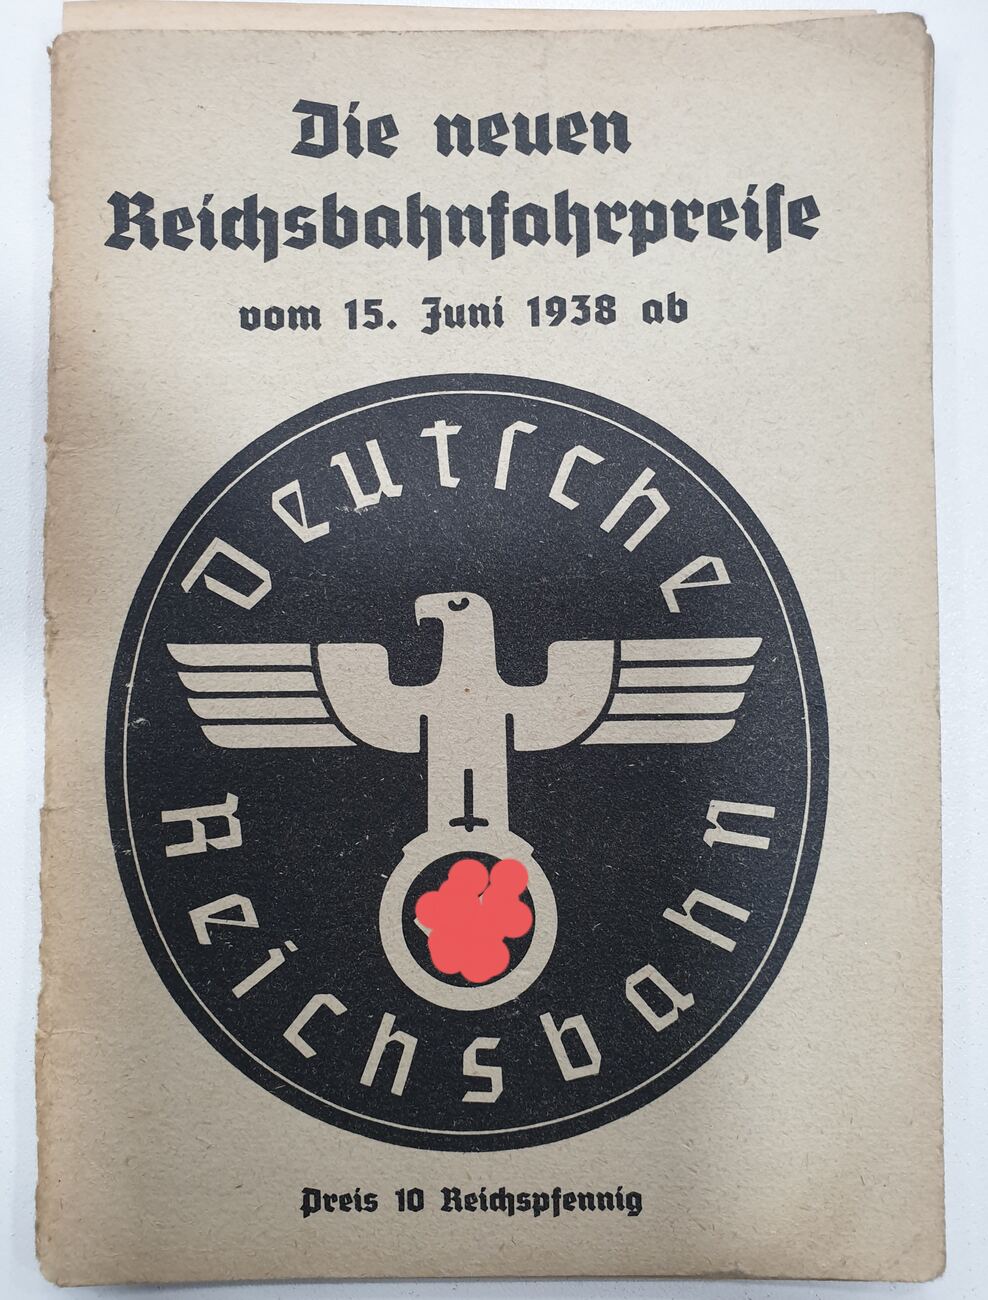 Die neuen
Reichsbahnfahrpreiſe
vom 15. Juni 1938 ab
Deutſche
Reichsbahn
Preis 10 Reichspfennig